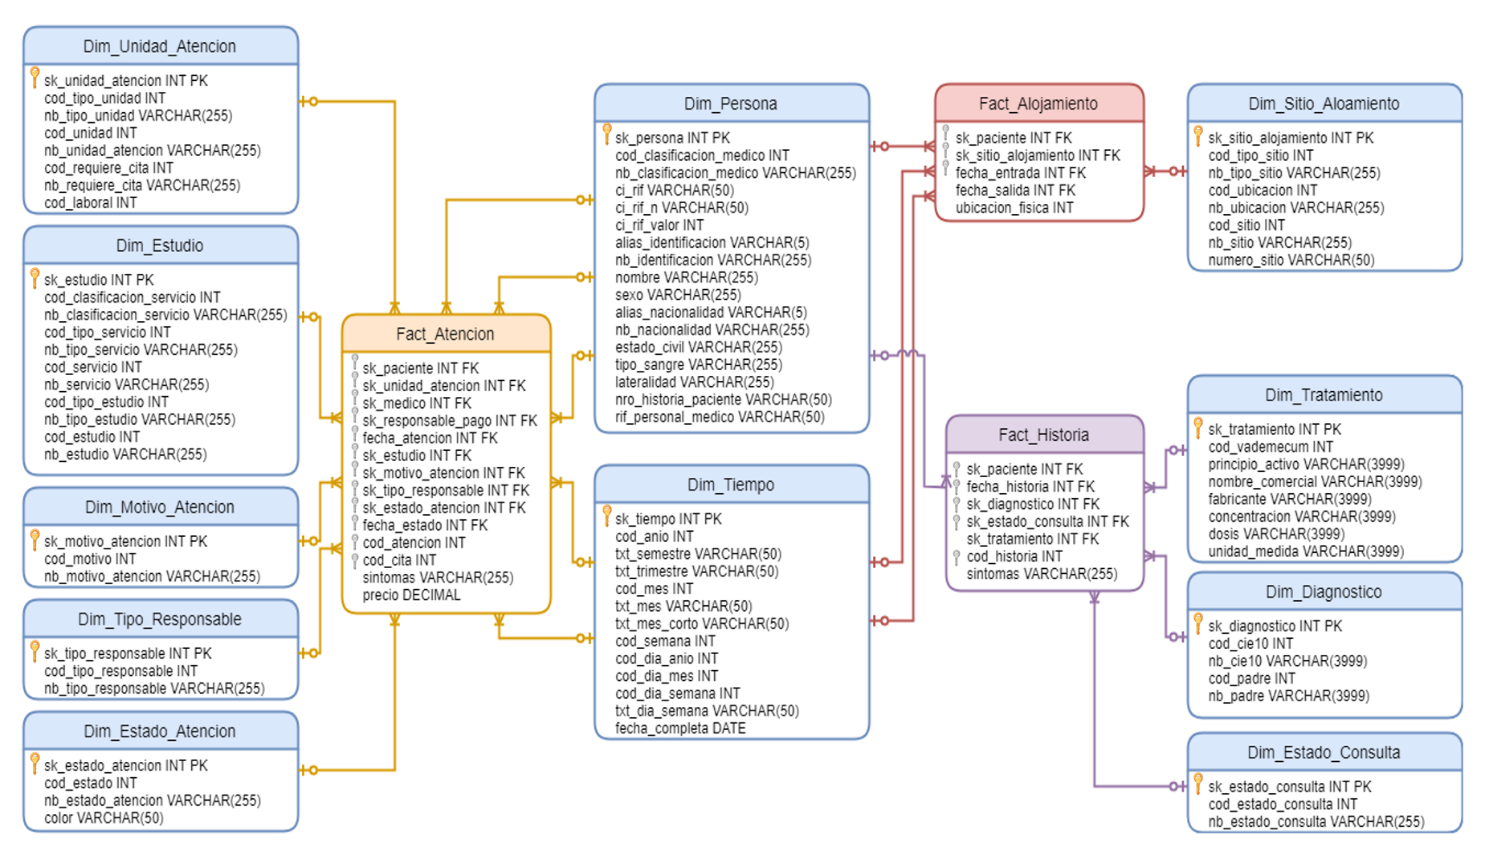 Dim_Unidad_Atencion
sk_unidad_atencion INT PK
cod_tipo_unidad INT
nb_tipo_unidad VARCHAR(255)
cod_unidad INT
nb_unidad_atencion VARCHAR(255)
cod_requiere_cita INT
nb_requiere_cita VARCHAR(255)
cod_laboral INT
Dim_Estudio
sk_estudio INT PK
cod_clasificacion_servicio INT
nb_clasificacion_servicio VARCHAR(255)
cod_tipo_servicio INT
nb_tipo_servicio VARCHAR(255)
cod_servicio INT
nb_servicio VARCHAR(255)
cod_tipo_estudio INT
nb_tipo_estudio VARCHAR(255)
cod_estudio INT
nb_estudio VARCHAR(255)
Dim_Motivo_Atencion
sk_motivo_atencion INT PK
cod_motivo INT
nb_motivo_atencion VARCHAR(255)
Dim_Tipo_Responsable
sk_tipo_responsable INT PK
cod_tipo_responsable INT
nb_tipo_responsable VARCHAR(255)
Dim_Estado_Atencion
sk_estado_atencion INT PK
cod_estado INT
nb_estado_atencion VARCHAR(255)
color VARCHAR(50)
Fact_Atencion
sk_paciente INT FK
sk_unidad_atencion INT FK
sk_medico INT FK
sk_responsable_pago INT FK
fecha_atencion INT FK
sk_estudio INT FK
sk_motivo_atencion INT FK
sk_tipo_responsable INT FK
sk_estado_atencion INT FK
fecha_estado INT FK
cod_atencion INT
cod_cita INT
sintomas VARCHAR(255)
precio DECIMAL
Dim_Persona
sk_persona INT PK
cod_clasificacion_medico INT
nb_clasificacion_medico VARCHAR(255)
ci_rif VARCHAR(50)
ci_rif_n VARCHAR(50)
ci_rif_valor INT
alias_identificacion VARCHAR(5)
nb_identificacion VARCHAR(255)
nombre VARCHAR(255)
sexo VARCHAR(255)
alias_nacionalidad VARCHAR(5)
nb_nacionalidad VARCHAR(255)
estado_civil VARCHAR(255)
tipo_sangre VARCHAR(255)
lateralidad VARCHAR(255)
nro_historia_paciente VARCHAR(50)
rif_personal_medico VARCHAR(50)
Dim_Tiempo
sk_tiempo INT PK
cod_anio INT
txt_semestre VARCHAR(50)
txt_trimestre VARCHAR(50)
cod_mes INT
txt_mes VARCHAR(50)
txt_mes_corto VARCHAR(50)
cod_semana INT
cod_dia_anio INT
cod_dia_mes INT
cod_dia_semana INT
txt_dia_semana VARCHAR(50)
fecha_completa DATE
Fact_Alojamiento
sk_paciente INT FK
sk_sitio_alojamiento INT FK
fecha_entrada INT FK
fecha_salida INT FK
ubicacion_fisica INT
Fact_Historia
sk_paciente INT FK
fecha_historia INT FK
sk_diagnostico INT FK
sk_estado_consulta INT FK
sk_tratamiento INT FK
cod_historia INT
sintomas VARCHAR(255)
Dim_Sitio_Aloamiento
sk_sitio_alojamiento INT PK
cod_tipo_sitio INT
nb_tipo_sitio VARCHAR(255)
cod_ubicacion INT
nb_ubicacion VARCHAR(255)
cod_sitio INT
nb_sitio VARCHAR(255)
numero_sitio VARCHAR(50)
Dim_Tratamiento
sk_tratamiento INT PK
cod_vademecum INT
principio_activo VARCHAR(3999)
nombre_comercial VARCHAR(3999)
fabricante VARCHAR(3999)
concentracion VARCHAR(3999)
dosis VARCHAR(3999)
unidad_medida VARCHAR(3999)
Dim_Diagnostico
sk_diagnostico INT PK
cod_cie10 INT
nb_cie10 VARCHAR(3999)
cod_padre INT
nb_padre VARCHAR(3999)
Dim_Estado_Consulta
sk_estado_consulta INT PK
cod_estado_consulta INT
nb_estado_consulta VARCHAR(255)